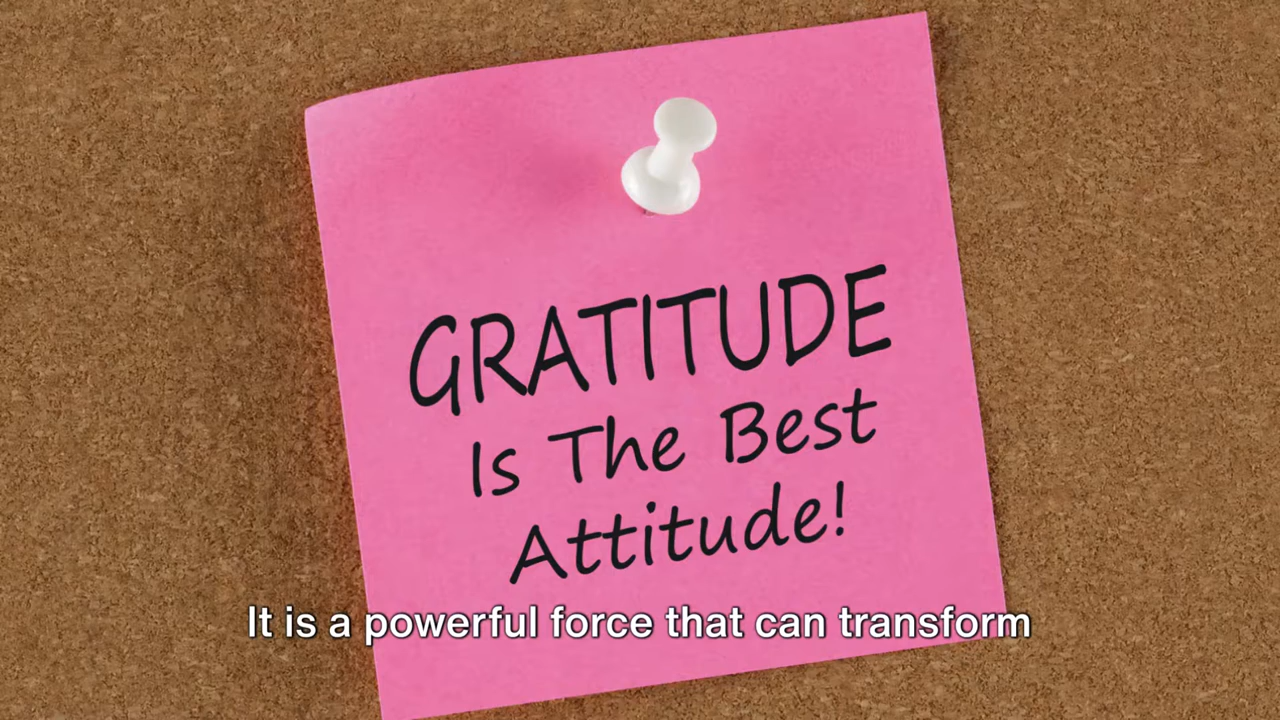 GRATITUDE
Is The Best
Attitude!
It is a powerful force that can transform